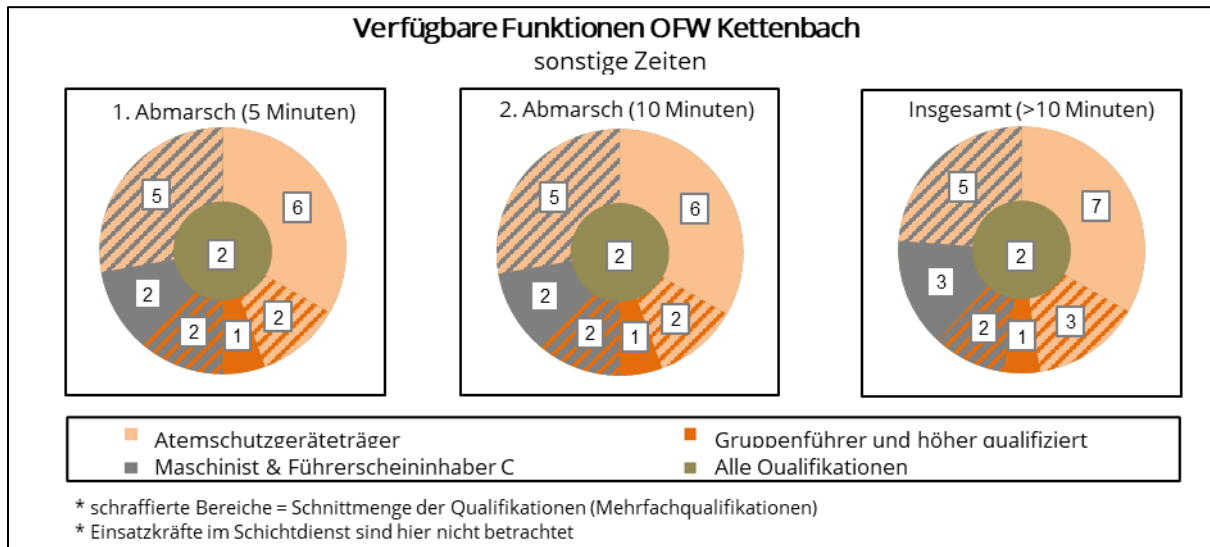 Verfügbare Funktionen OFW Kettenbach
sonstige Zeiten
1. Abmarsch (5 Minuten)
5
6
2
2
2
1
2
2. Abmarsch (10 Minuten)
5
6
2
2
2
1
2
Insgesamt (>10 Minuten)
5
7
2
3
2
1
3
Atemschutzgeräteträger
Gruppenführer und höher qualifiziert
Maschinist & Führerscheininhaber C
Alle Qualifikationen
* schraffierte Bereiche = Schnittmenge der Qualifikationen (Mehrfachqualifikationen)
* Einsatzkräfte im Schichtdienst sind hier nicht betrachtet